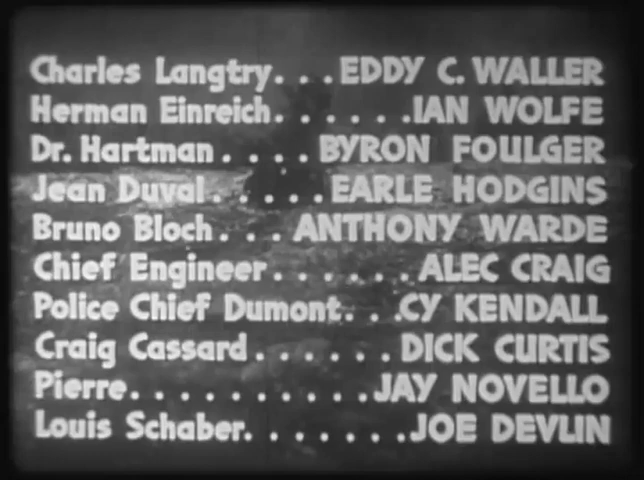 Charles Langtry. . . EDDY C. WALLER
Herman Einreich. . . . . . IAN WOLFE
Dr. Hartman . . . . BYRON FOULGER
Jean Duval. . . . . EARLE HODGINS
Bruno Bloch. . . ANTHONY WARDE
Chief Engineer. . . . . . ALEC CRAIG
Police Chief Dumont. . .CY KENDALL
Craig Cassard . . . . . . DICK CURTIS
Pierre. . . . . . . . . . . JAY NOVELLO
Louis Schaber. . . . . . . JOE DEVLIN